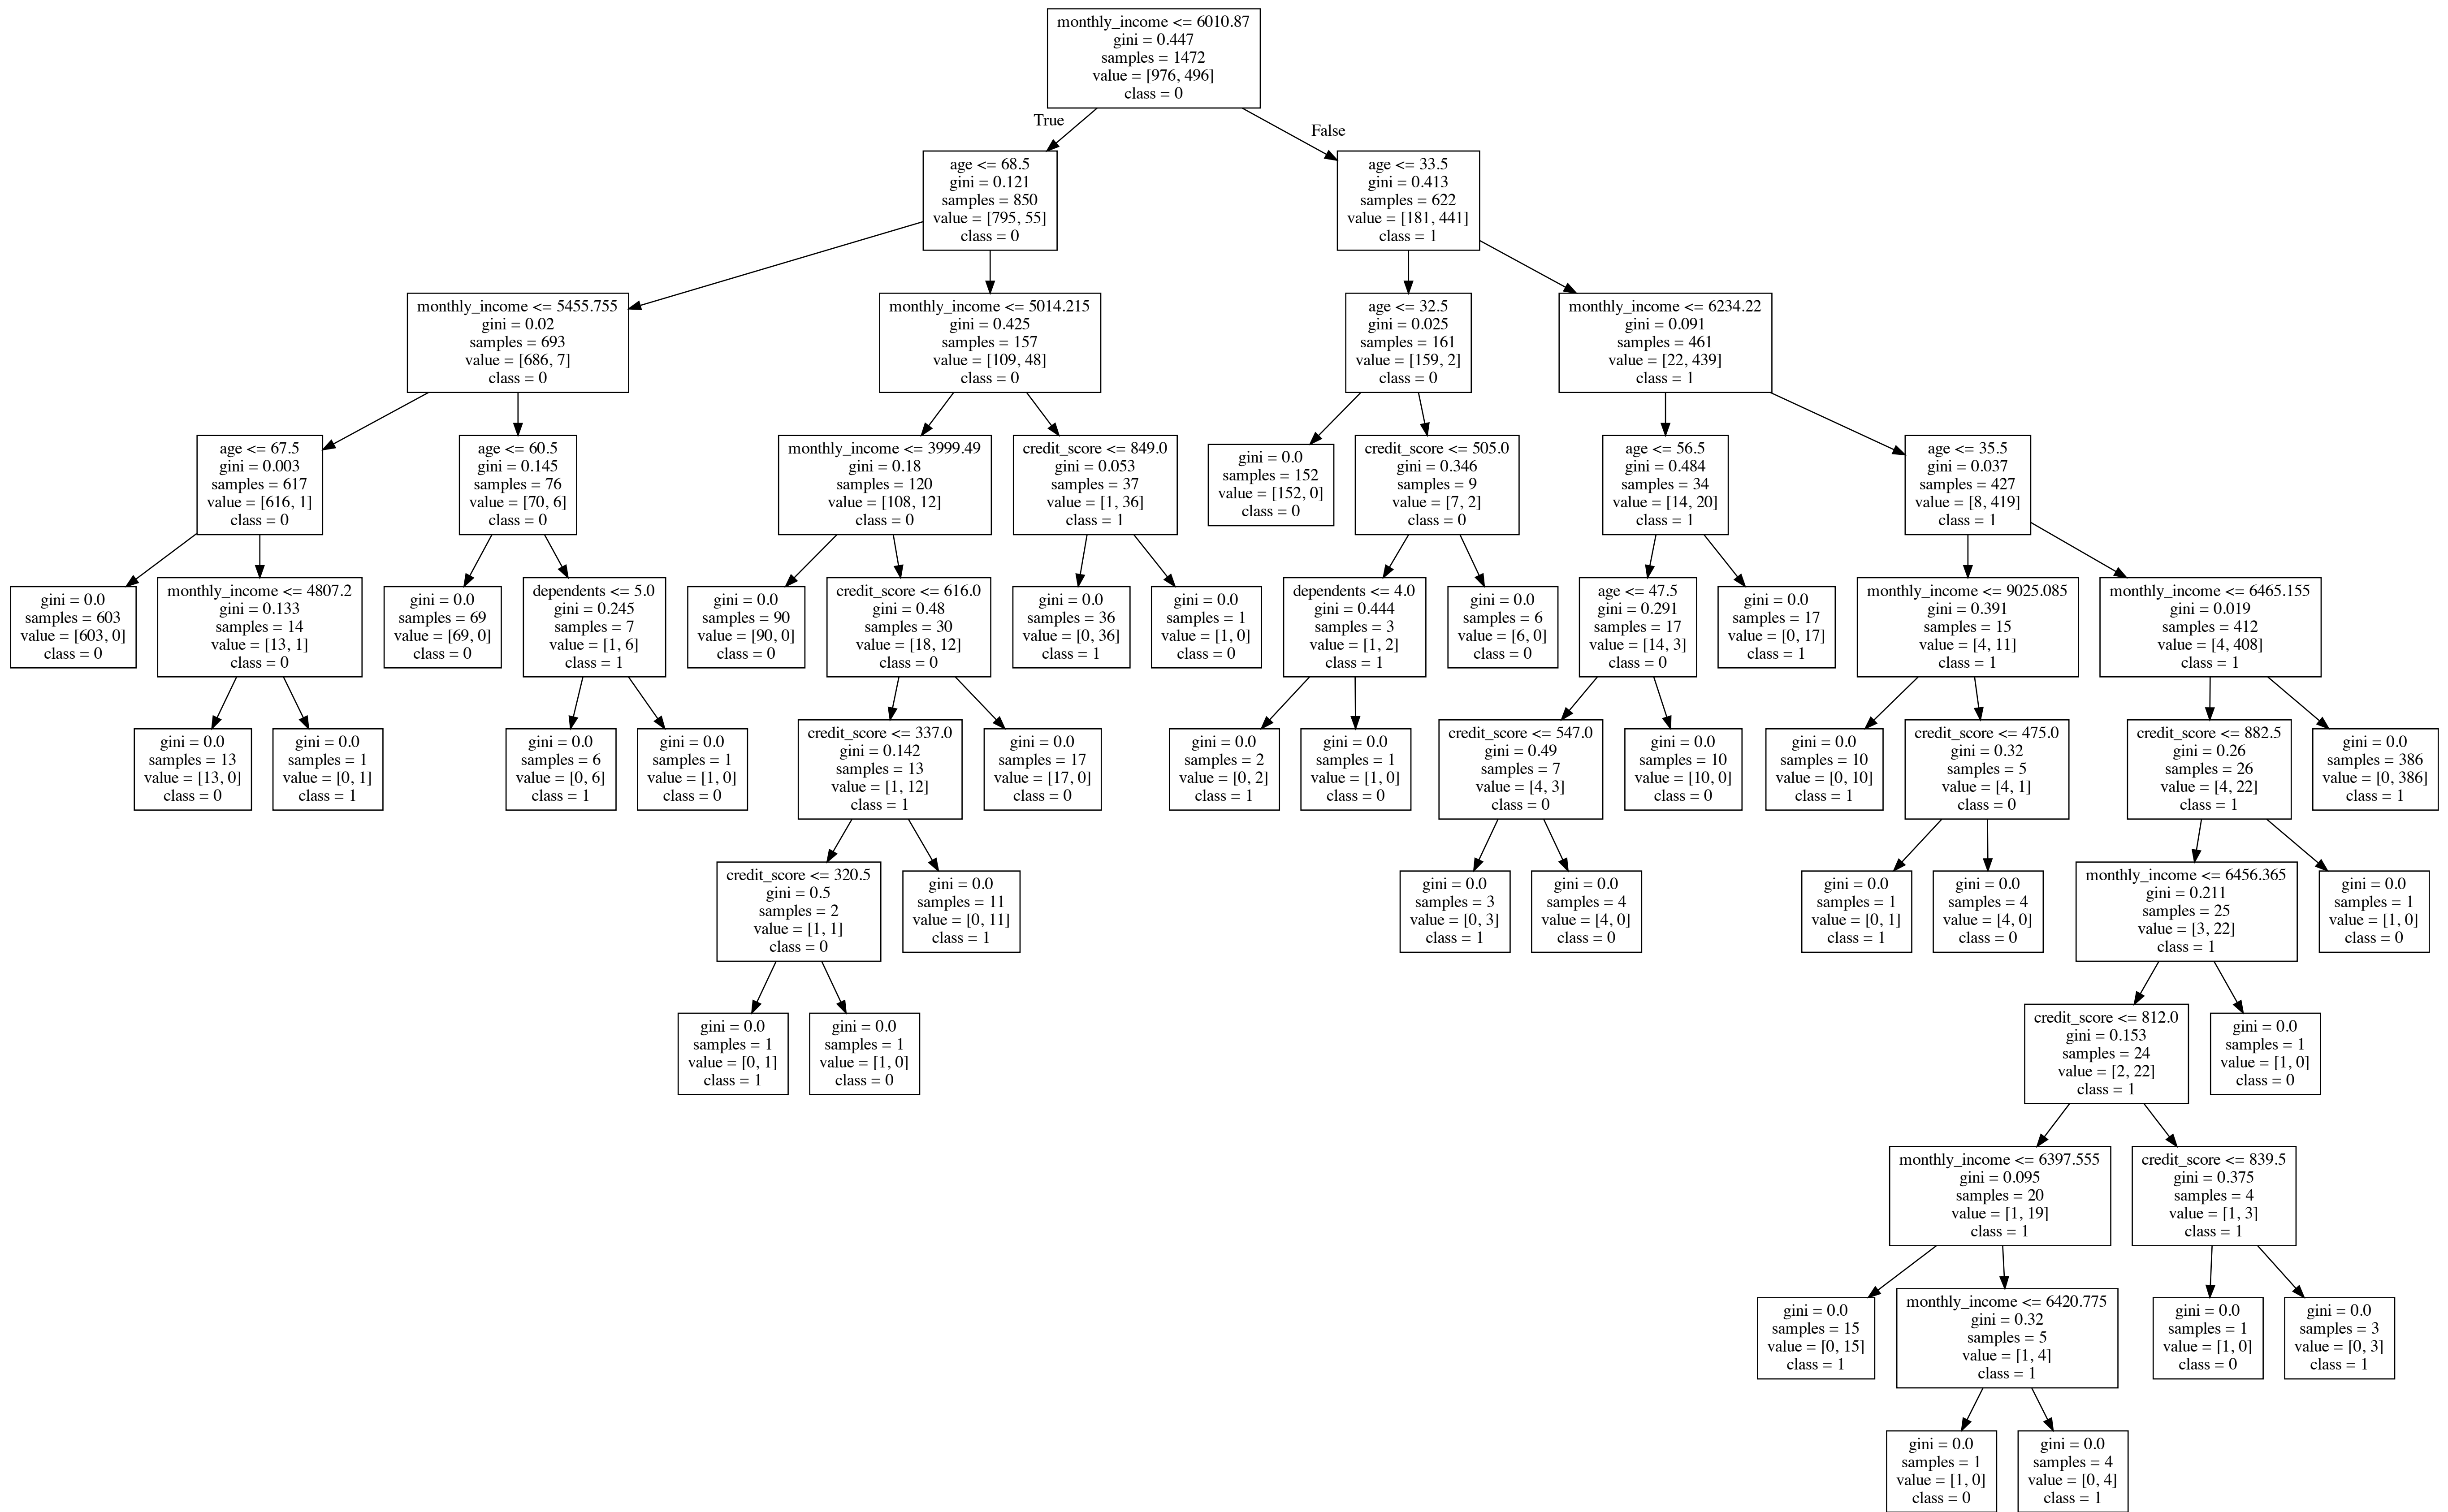 monthly_income <= 6010.87
gini = 0.447
samples = 1472
value = [976, 496]
class = 0
True
False
age <= 68.5
gini = 0.121
samples = 850
value = [795, 55]
class = 0
age <= 33.5
gini = 0.413
samples = 622
value = [181, 441]
class = 1
monthly_income <= 5455.755
gini = 0.02
samples = 693
value = [686, 7]
class = 0
monthly_income <= 5014.215
gini = 0.425
samples = 157
value = [109, 48]
class = 0
age <= 32.5
gini = 0.025
samples = 161
value = [159, 2]
class = 0
monthly_income <= 6234.22
gini = 0.091
samples = 461
value = [22, 439]
class = 1
age <= 67.5
gini = 0.003
samples = 617
value = [616, 1]
class = 0
age <= 60.5
gini = 0.145
samples = 76
value = [70, 6]
class = 0
monthly_income <= 3999.49
gini = 0.18
samples = 120
value = [108, 12]
class = 0
credit_score <= 849.0
gini = 0.053
samples = 37
value = [1, 36]
class = 1
gini = 0.0
samples = 152
value = [152, 0]
class = 0
credit_score <= 505.0
gini = 0.346
samples = 9
value = [7, 2]
class = 0
age <= 56.5
gini = 0.484
samples = 34
value = [14, 20]
class = 1
age <= 35.5
gini = 0.037
samples = 427
value = [8, 419]
class = 1
gini = 0.0
samples = 603
value = [603, 0]
class = 0
monthly_income <= 4807.2
gini = 0.133
samples = 14
value = [13, 1]
class = 0
gini = 0.0
samples = 69
value = [69, 0]
class = 0
dependents <= 5.0
gini = 0.245
samples = 7
value = [1, 6]
class = 1
gini = 0.0
samples = 90
value = [90, 0]
class = 0
credit_score <= 616.0
gini = 0.48
samples = 30
value = [18, 12]
class = 0
gini = 0.0
samples = 36
value = [0, 36]
class = 1
gini = 0.0
samples = 1
value = [1, 0]
class = 0
dependents <= 4.0
gini = 0.444
samples = 3
value = [1, 2]
class = 1
gini = 0.0
samples = 6
value = [6, 0]
class = 0
age <= 47.5
gini = 0.291
samples = 17
value = [14, 3]
class = 0
gini = 0.0
samples = 17
value = [0, 17]
class = 1
monthly_income <= 9025.085
gini = 0.391
samples = 15
value = [4, 11]
class = 1
monthly_income <= 6465.155
gini = 0.019
samples = 412
value = [4, 408]
class = 1
gini = 0.0
samples = 13
value = [13, 0]
class = 0
gini = 0.0
samples = 1
value = [0, 1]
class = 1
gini = 0.0
samples = 6
value = [0, 6]
class = 1
gini = 0.0
samples = 1
value = [1, 0]
class = 0
credit_score <= 337.0
gini = 0.142
samples = 13
value = [1, 12]
class = 1
gini = 0.0
samples = 17
value = [17, 0]
class = 0
gini = 0.0
samples = 2
value = [0, 2]
class = 1
gini = 0.0
samples = 1
value = [1, 0]
class = 0
credit_score <= 547.0
gini = 0.49
samples = 7
value = [4, 3]
class = 0
gini = 0.0
samples = 10
value = [10, 0]
class = 0
gini = 0.0
samples = 10
value = [0, 10]
class = 1
credit_score <= 475.0
gini = 0.32
samples = 5
value = [4, 1]
class = 0
credit_score <= 882.5
gini = 0.26
samples = 26
value = [4, 22]
class = 1
gini = 0.0
samples = 386
value = [0, 386]
class = 1
credit_score <= 320.5
gini = 0.5
samples = 2
value = [1, 1]
class = 0
gini = 0.0
samples = 11
value = [0, 11]
class = 1
gini = 0.0
samples = 3
value = [0, 3]
class = 1
gini = 0.0
samples = 4
value = [4, 0]
class = 0
gini = 0.0
samples = 1
value = [0, 1]
class = 1
gini = 0.0
samples = 4
value = [4, 0]
class = 0
monthly_income <= 6456.365
gini = 0.211
samples = 25
value = [3, 22]
class = 1
gini = 0.0
samples = 1
value = [1, 0]
class = 0
gini = 0.0
samples = 1
value = [0, 1]
class = 1
gini = 0.0
samples = 1
value = [1, 0]
class = 0
credit_score <= 812.0
gini = 0.153
samples = 24
value = [2, 22]
class = 1
gini = 0.0
samples = 1
value = [1, 0]
class = 0
monthly_income <= 6397.555
gini = 0.095
samples = 20
value = [1, 19]
class = 1
credit_score <= 839.5
gini = 0.375
samples = 4
value = [1, 3]
class = 1
gini = 0.0
samples = 15
value = [0, 15]
class = 1
monthly_income <= 6420.775
gini = 0.32
samples = 5
value = [1, 4]
class = 1
gini = 0.0
samples = 1
value = [1, 0]
class = 0
gini = 0.0
samples = 3
value = [0, 3]
class = 1
gini = 0.0
samples = 1
value = [1, 0]
class = 0
gini = 0.0
samples = 4
value = [0, 4]
class = 1